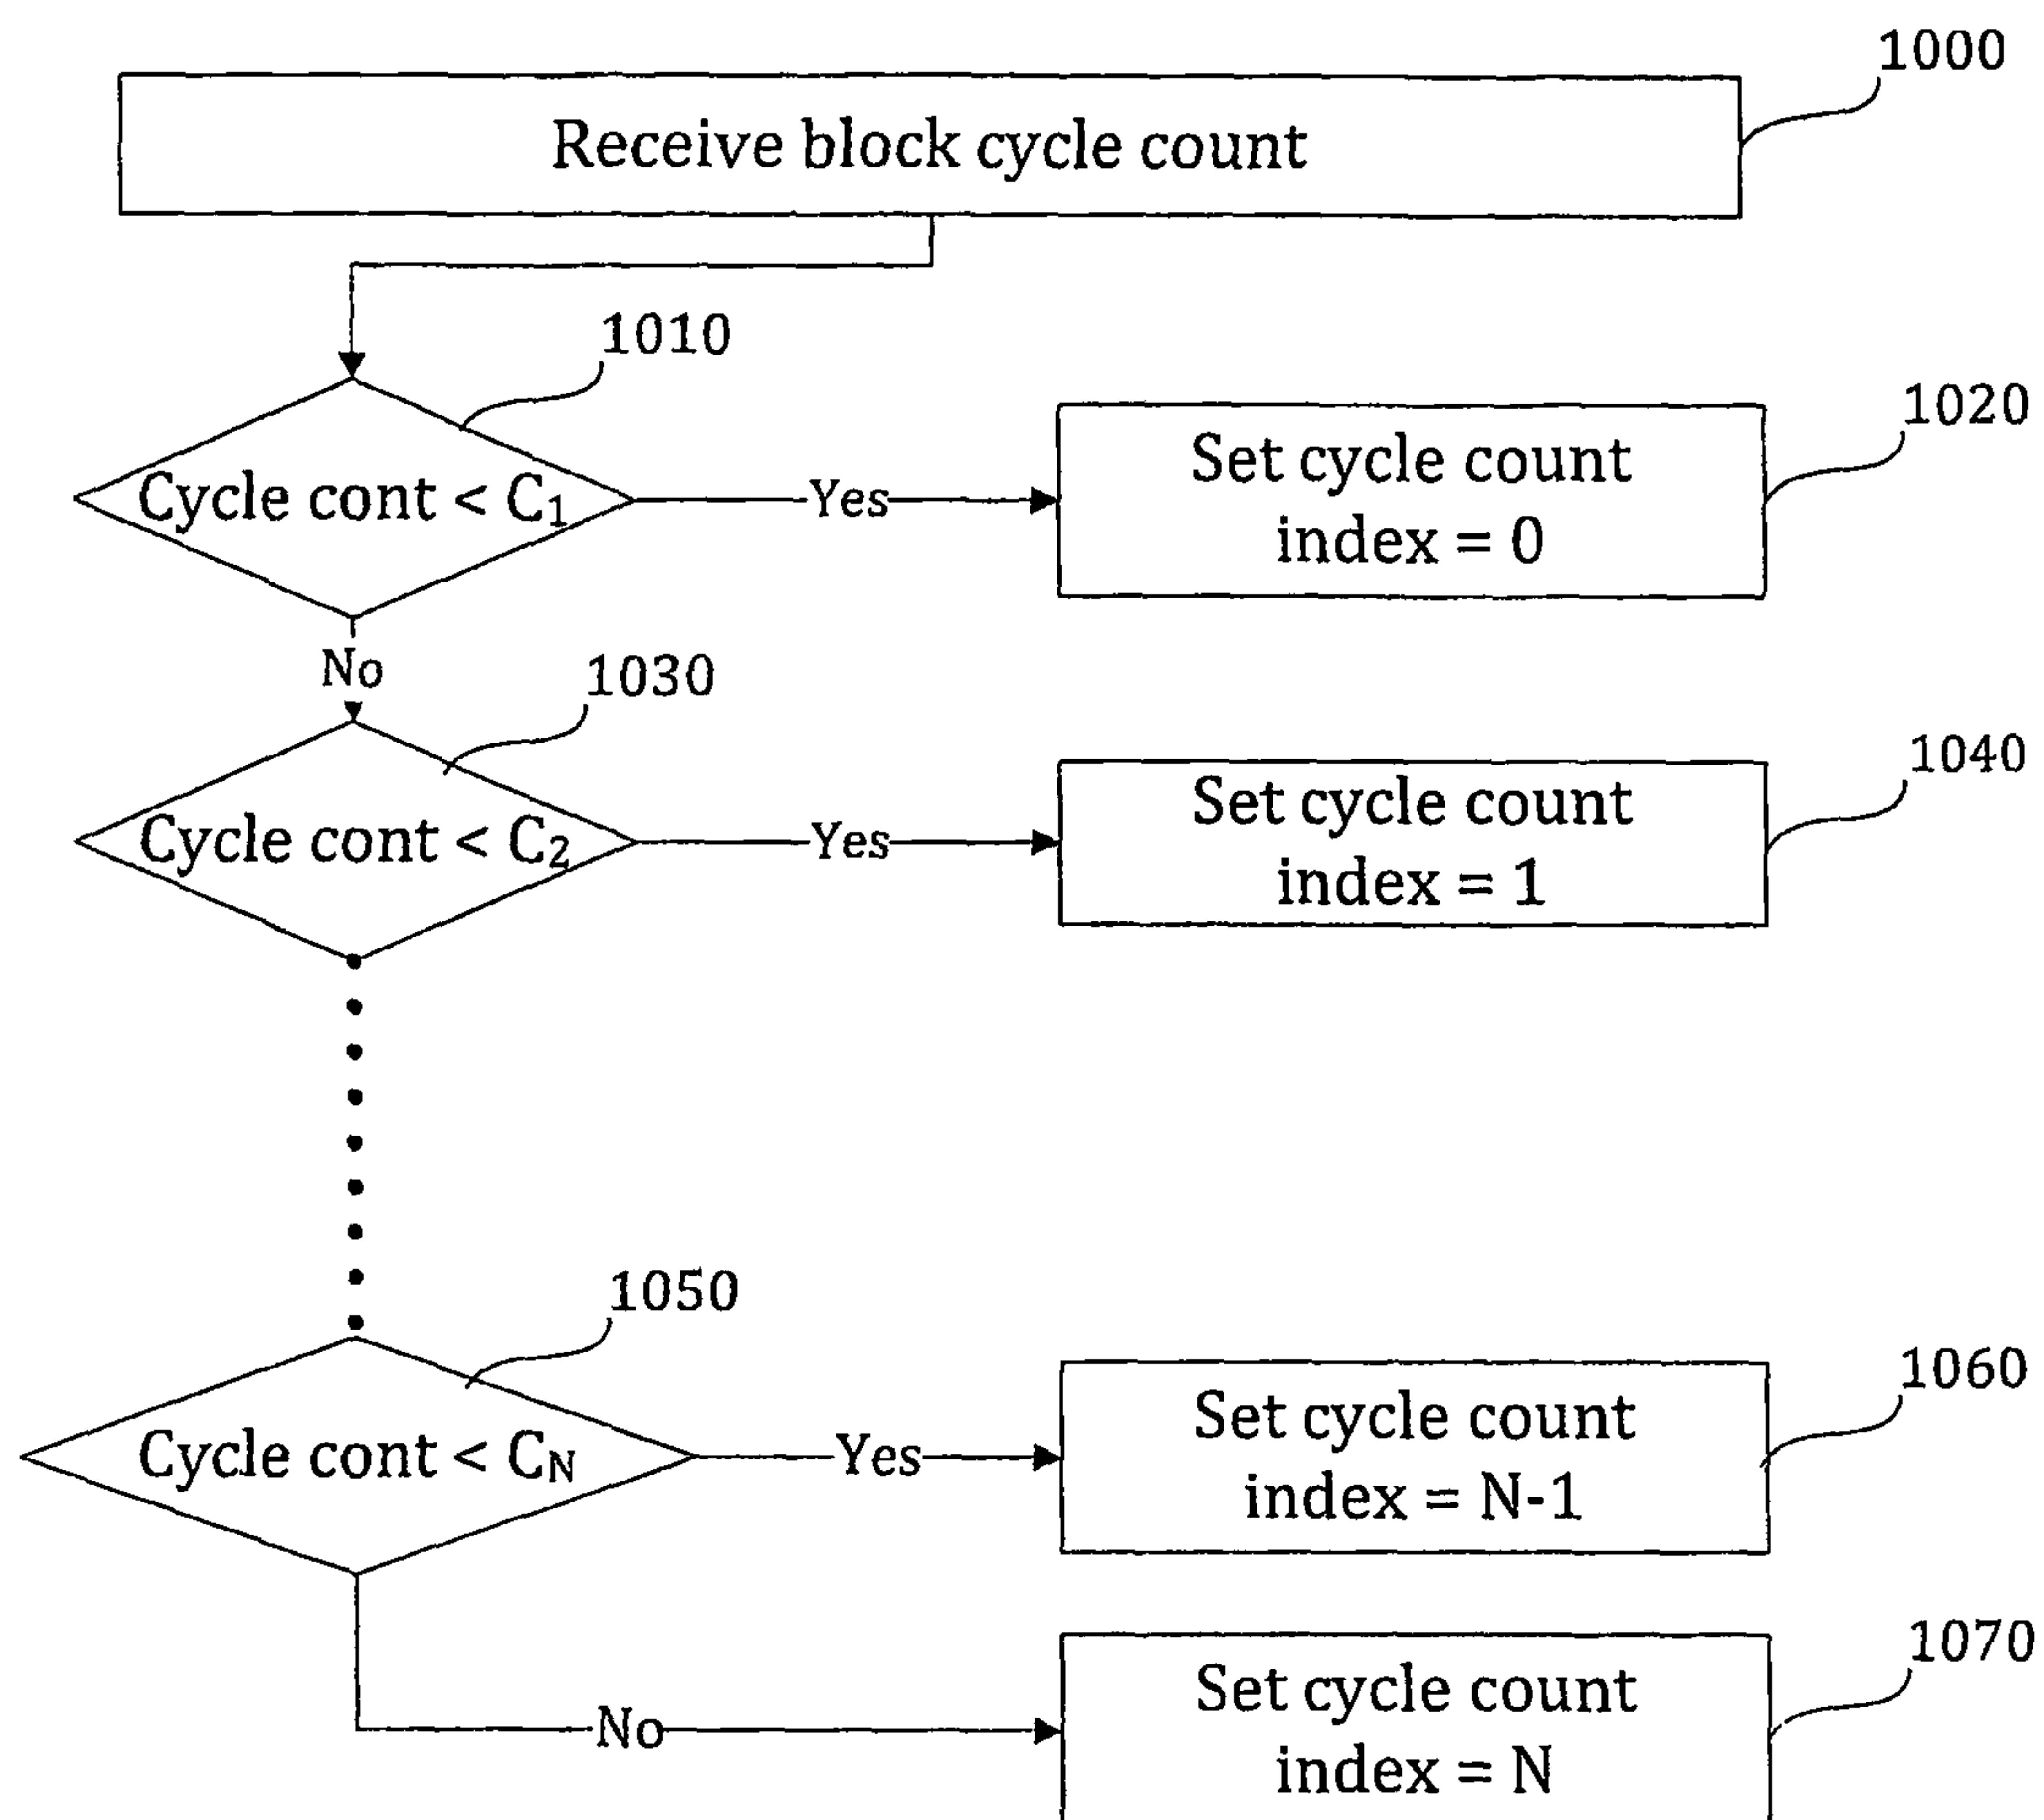 1000
Receive block cycle count
1010
Cycle cont < C₁
Yes
1020
Set cycle count
index = 0
No
1030
Cycle cont < C₂
Yes
1040
Set cycle count
index = 1
1050
Cycle cont < C_N
Yes
1060
Set cycle count
index = N-1
No
1070
Set cycle count
index = N